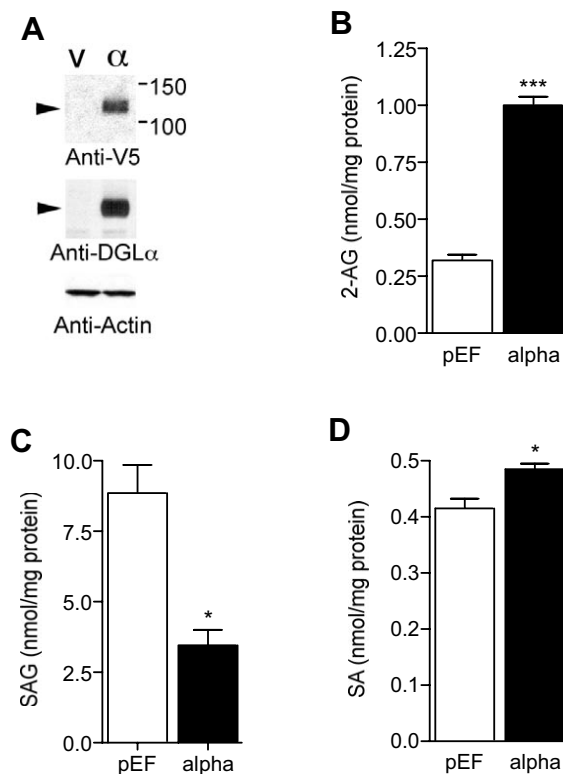 A
V α
150
100
Anti-V5
Anti-DGLα
Anti-Actin
B
2-AG (nmol/mg protein)
1.25
1.00
0.75
0.50
0.25
0.00
***
pEF alpha
C
SAG (nmol/mg protein)
10.0
7.5
5.0
2.5
0.0
*
pEF alpha
D
SA (nmol/mg protein)
0.5
0.4
0.3
0.2
0.1
0.0
*
pEF alpha